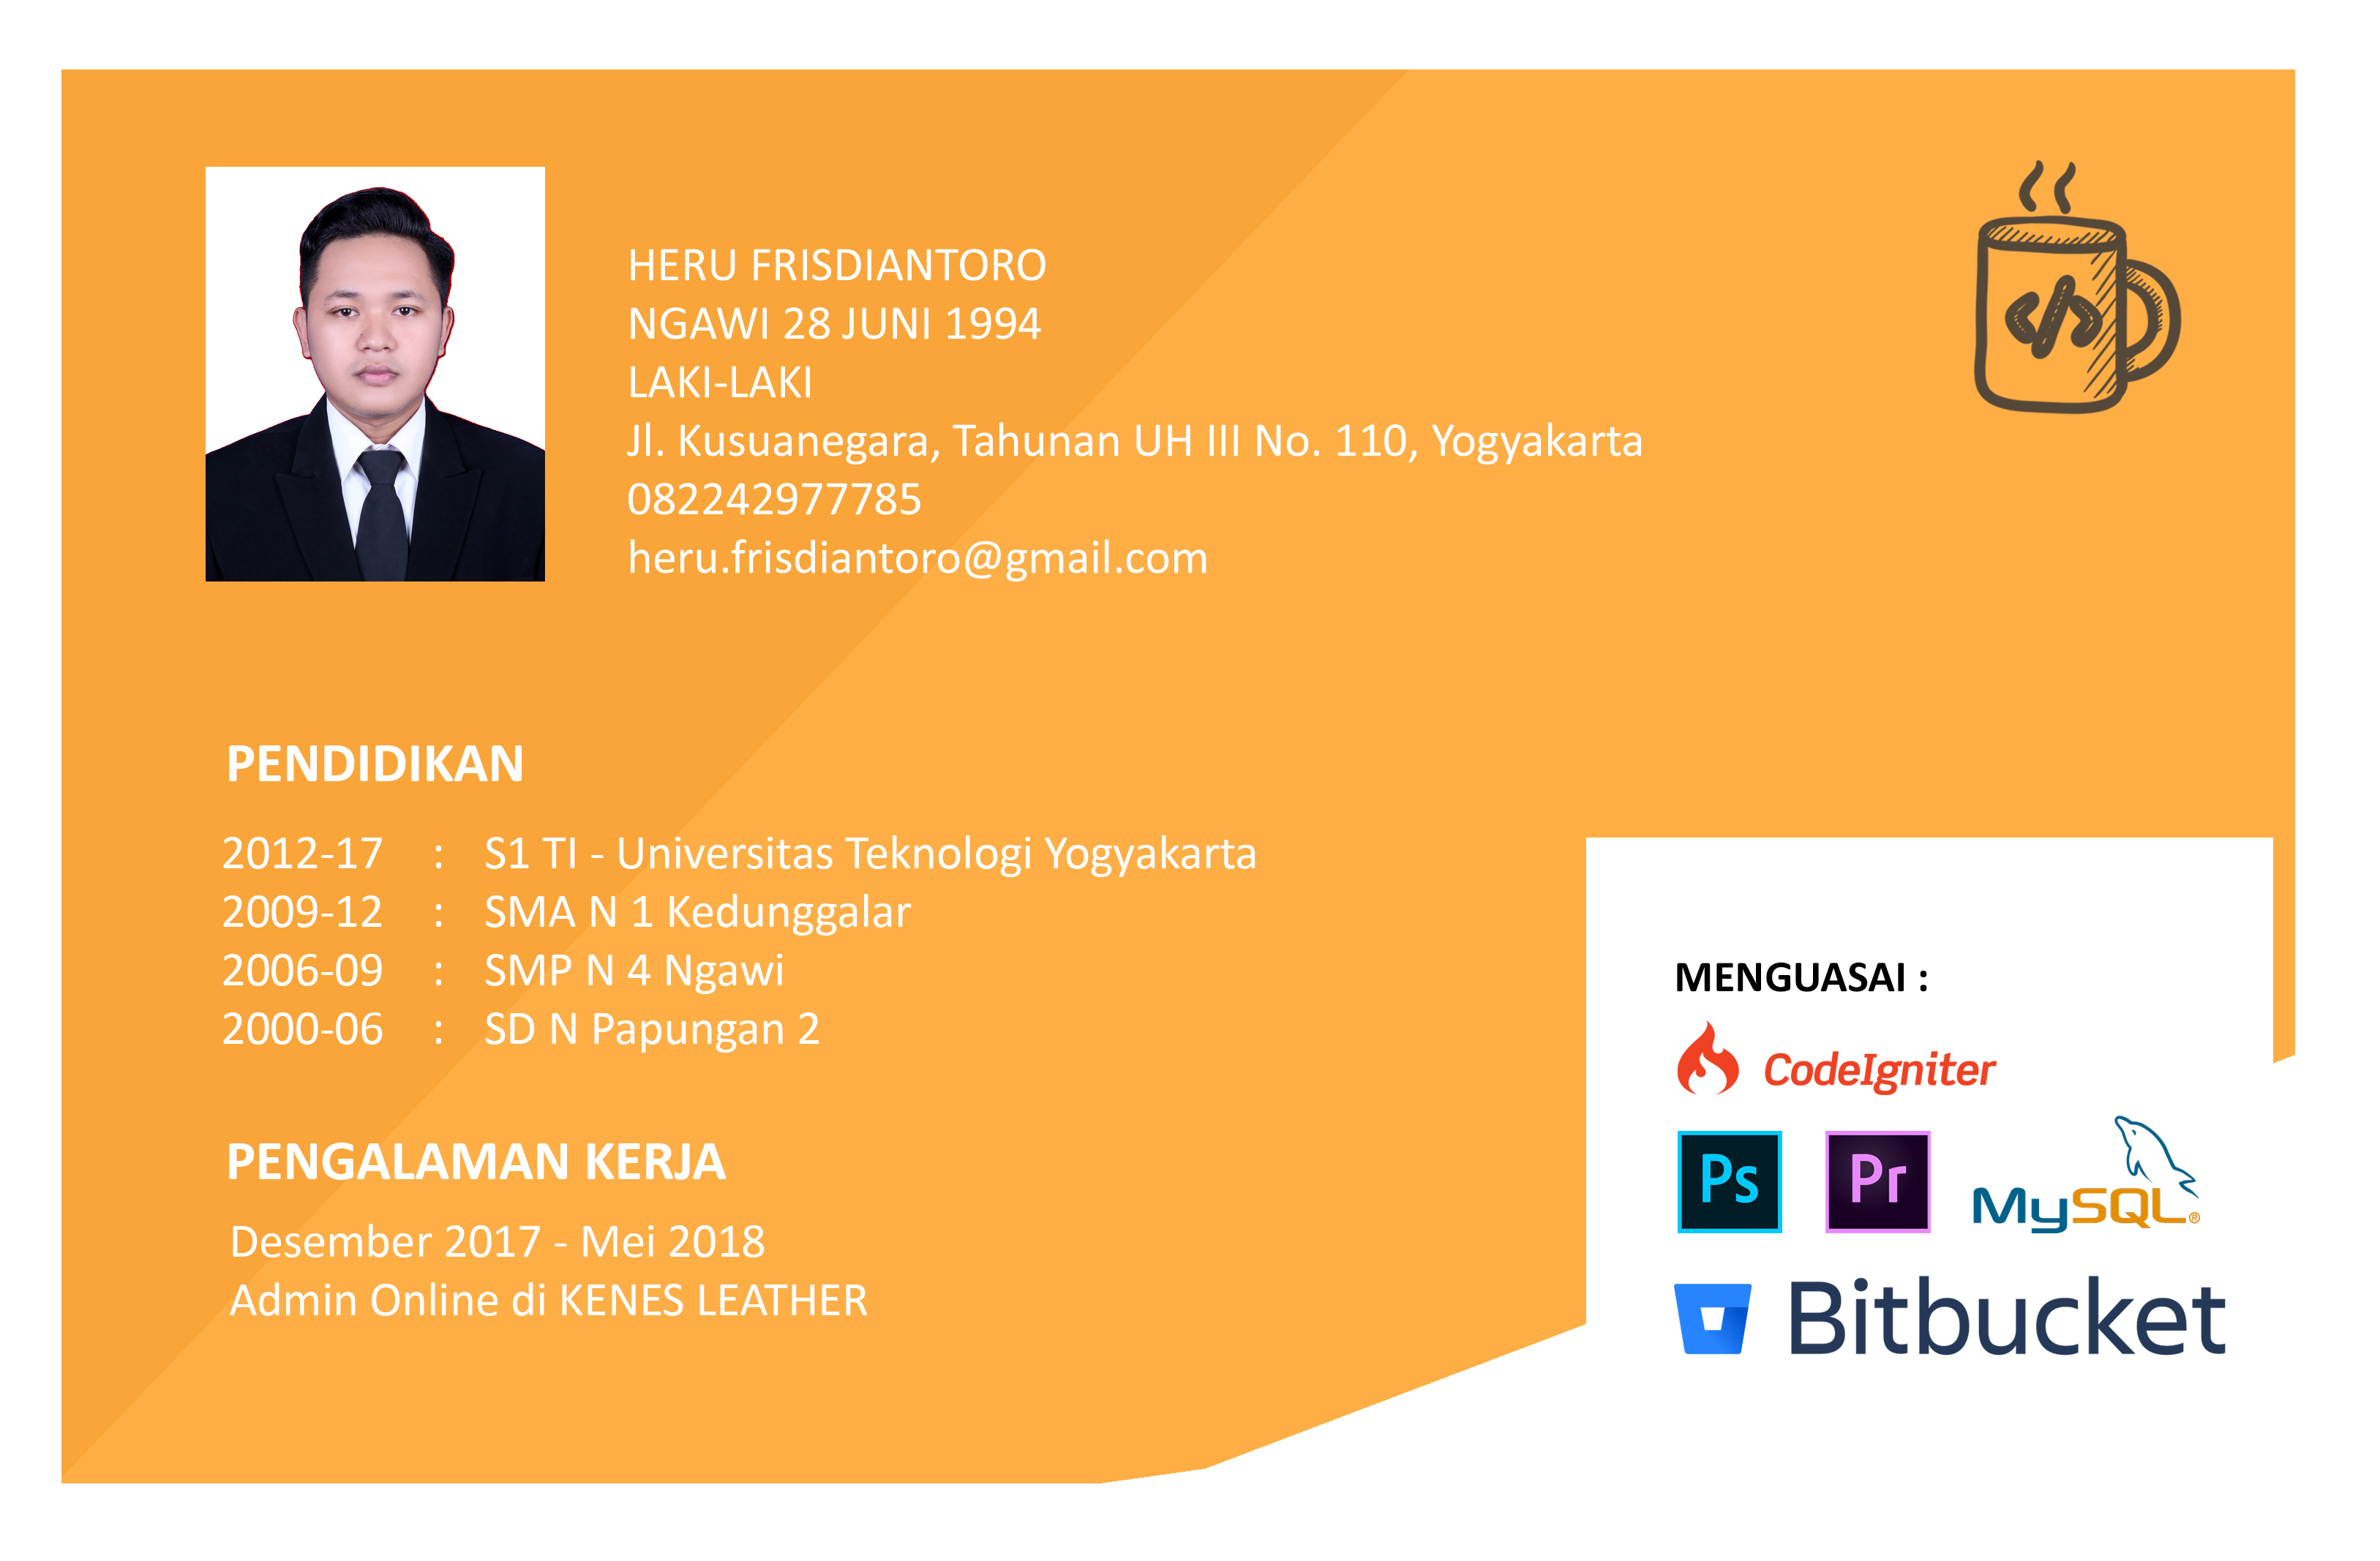 HERU FRISDIANTORO
NGAWI 28 JUNI 1994
LAKI-LAKI
Jl. Kusuanegara, Tahunan UH III No. 110, Yogyakarta
082242977785
heru.frisdiantoro@gmail.com
</>
PENDIDIKAN
2012-17 : S1 TI - Universitas Teknologi Yogyakarta
2009-12 : SMA N 1 Kedunggalar
2006-09 : SMP N 4 Ngawi
2000-06 : SD N Papungan 2
PENGALAMAN KERJA
Desember 2017 - Mei 2018
Admin Online di KENES LEATHER
MENGUASAI :
CodeIgniter
Ps Pr MySQL®
Bitbucket